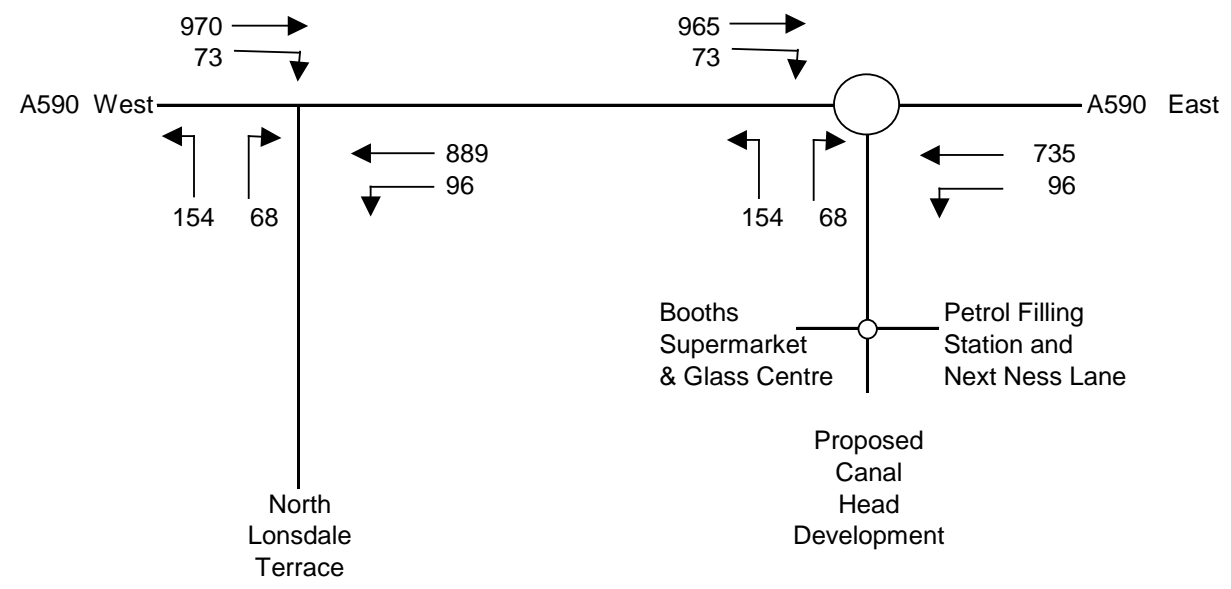 970
73
965
73
A590 West
A590 East
889
96
735
96
154 68
154 68
Booths
Supermarket
& Glass Centre
Petrol Filling
Station and
Next Ness Lane
Proposed
Canal
Head
Development
North
Lonsdale
Terrace